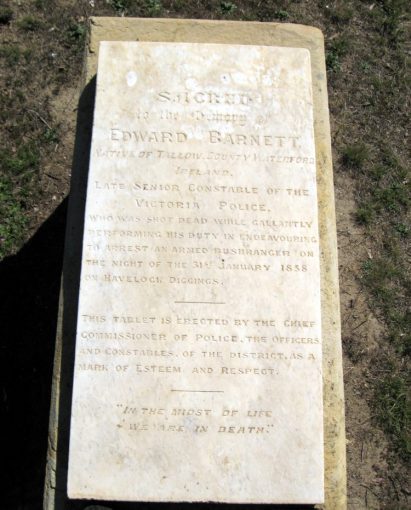 SACRED
to the Memory of
EDWARD BARNETT
NATIVE OF TALLOW, COUNTY WATERFORD
IRELAND.
LATE SENIOR CONSTABLE OF THE
VICTORIA POLICE,
WHO WAS SHOT DEAD WHILE GALLANTLY
PERFORMING HIS DUTY IN ENDEAVOURING
TO ARREST AN ARMED BUSHRANGER ON
THE NIGHT OF THE 31ST JANUARY 1858
ON HAVELOCK DIGGINGS.
THIS TABLET IS ERECTED BY THE CHIEF
COMMISSIONER OF POLICE, THE OFFICERS
AND CONSTABLES, OF THE DISTRICT, AS A
MARK OF ESTEEM AND RESPECT.
"IN THE MIDST OF LIFE
WE ARE IN DEATH."